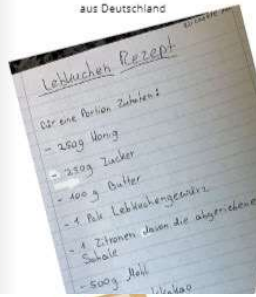 aus Deutschland
Lebkuchen Rezept
Für eine Portion Zutaten:
- 250g Honig
- 250g Zucker
- 100 g Butter
- 1 Pck Lebkuchengewürz
- 1 Zitronen davon die abgeriebene
Schale
- 500g Mehl